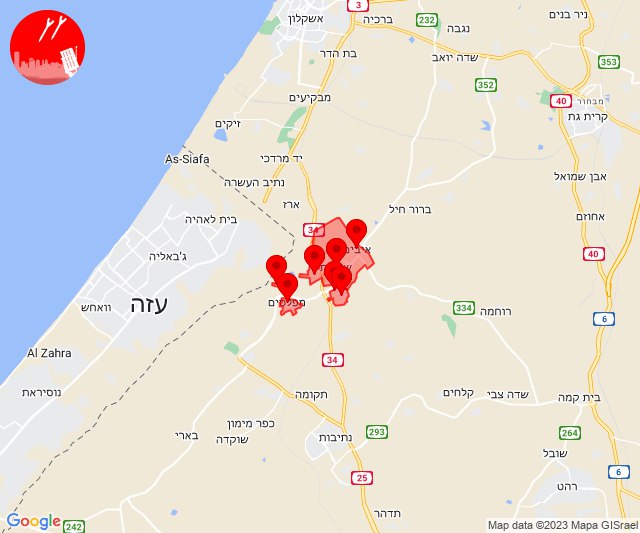 אשקלון
3
ברכיה
232
נגבה
ניר בנים
בת הדר
שדה יואב
353
352
מבקיעים
40
קרית גת
זיקים
As-Siafa
יד מרדכי
נתיב העשרה
אבן שמואל
ארז
ברור חיל
אחוזם
בית לאהיה
34
ג'באליה
40
עזה
וואחש
מפלסים
334
רוחמה
6
Al Zahra
34
נוסיראת
תקומה
קלחים
שדה צבי
בית קמה
כפר מימון
שוקדה
בארי
נתיבות
293
264
שובל
25
6
רהט
תדהר
242
Google
Map data ©2023 Mapa GISrael